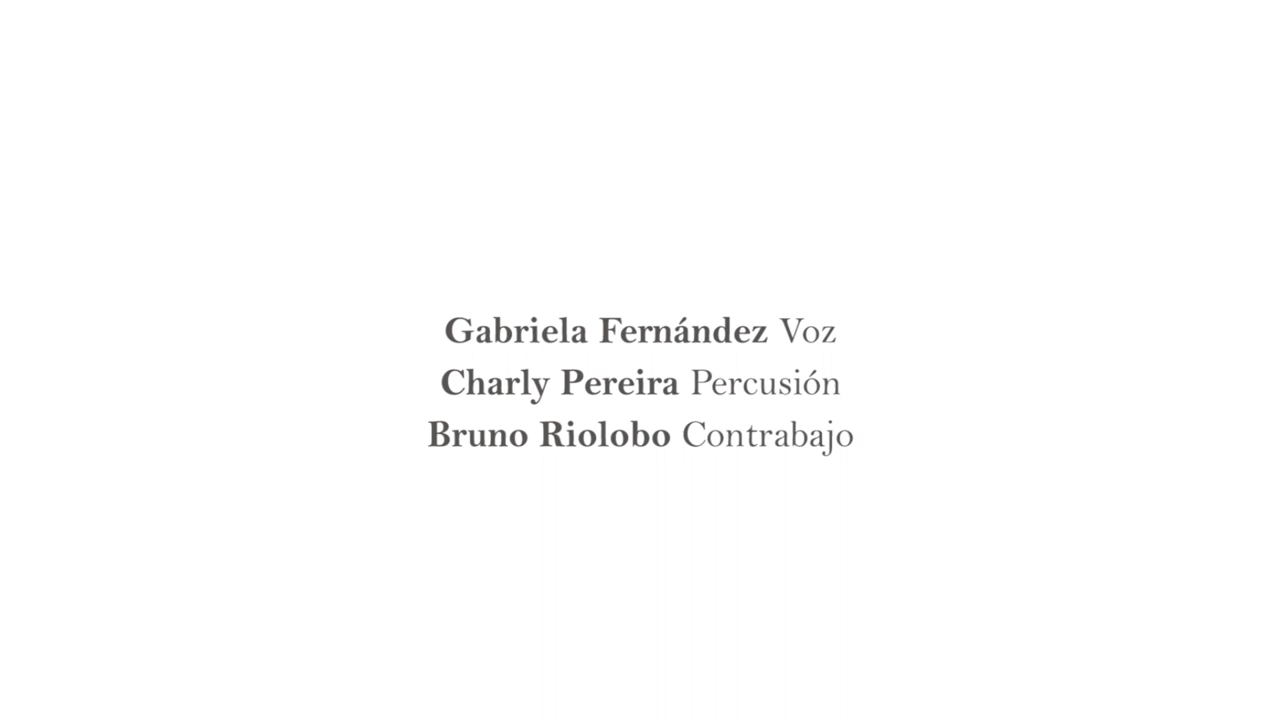 Gabriela Fernández Voz
Charly Pereira Percusión
Bruno Riolobo Contrabajo